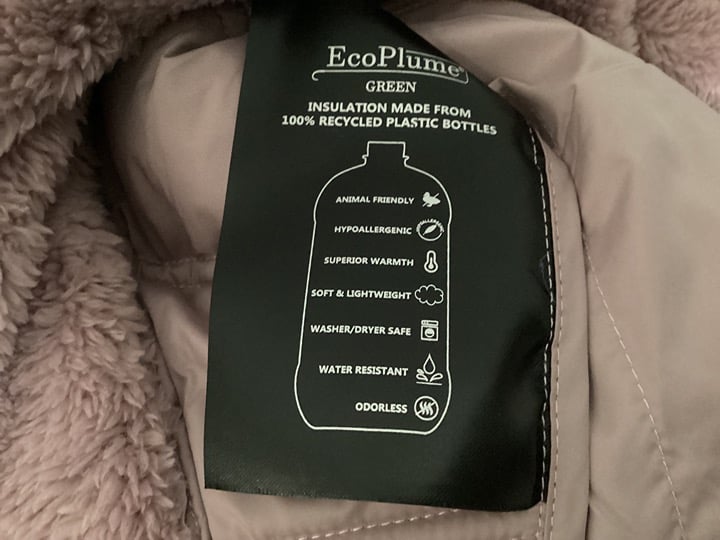 EcoPlume®
GREEN
INSULATION MADE FROM
100% RECYCLED PLASTIC BOTTLES
ANIMAL FRIENDLY
HYPOALLERGENIC
SUPERIOR WARMTH
SOFT & LIGHTWEIGHT
WASHER/DRYER SAFE
WATER RESISTANT
ODORLESS